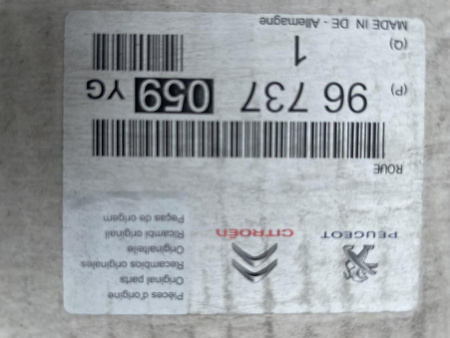 PEUGEOT
CITROËN
Pièces d'origine
Original parts
Recambios originales
Originalteile
Ricambi originali
Peças de origem
ROUE
(P) 96 737 059 YG
(Q) 1
MADE IN DE - Allemagne